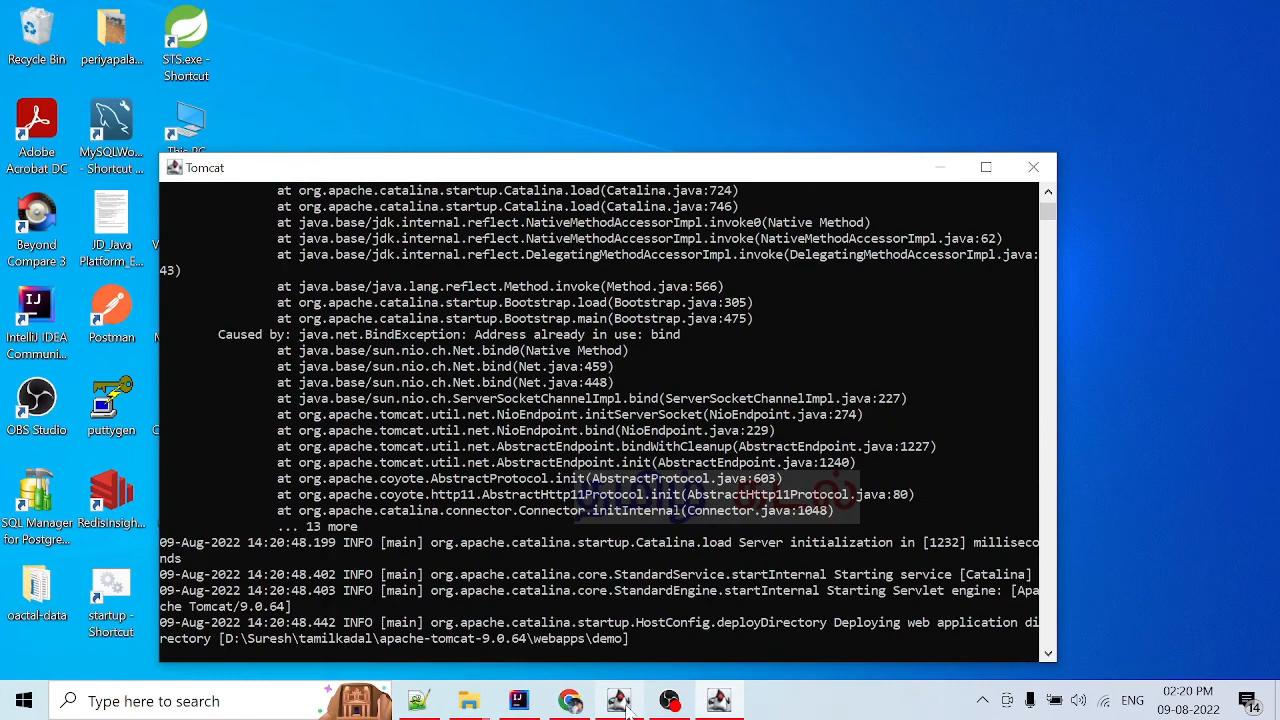 Recycle Bin
periyapala...
STS.exe -
Shortcut
Adobe
Acrobat DC
MySQLWo...
- Shortcut
This PC
Beyond
Compare 3
JD_Java
Platform_E...
IntelliJ IDEA
Communi...
Postman
OBS Studio
puttygen
SQL Manager
for Postgre...
RedisInsigh...
oactal-data
startup -
Shortcut
Tomcat
at org.apache.catalina.startup.Catalina.load(Catalina.java:724)
at org.apache.catalina.startup.Catalina.load(Catalina.java:746)
at java.base/jdk.internal.reflect.NativeMethodAccessorImpl.invoke0(Native Method)
at java.base/jdk.internal.reflect.NativeMethodAccessorImpl.invoke(NativeMethodAccessorImpl.java:62)
at java.base/jdk.internal.reflect.DelegatingMethodAccessorImpl.invoke(DelegatingMethodAccessorImpl.java:
43)
at java.base/java.lang.reflect.Method.invoke(Method.java:566)
at org.apache.catalina.startup.Bootstrap.load(Bootstrap.java:305)
at org.apache.catalina.startup.Bootstrap.main(Bootstrap.java:475)
Caused by: java.net.BindException: Address already in use: bind
at java.base/sun.nio.ch.Net.bind0(Native Method)
at java.base/sun.nio.ch.Net.bind(Net.java:459)
at java.base/sun.nio.ch.Net.bind(Net.java:448)
at java.base/sun.nio.ch.ServerSocketChannelImpl.bind(ServerSocketChannelImpl.java:227)
at org.apache.tomcat.util.net.NioEndpoint.initServerSocket(NioEndpoint.java:274)
at org.apache.tomcat.util.net.NioEndpoint.bind(NioEndpoint.java:229)
at org.apache.tomcat.util.net.AbstractEndpoint.bindWithCleanup(AbstractEndpoint.java:1227)
at org.apache.tomcat.util.net.AbstractEndpoint.init(AbstractEndpoint.java:1240)
at org.apache.coyote.AbstractProtocol.init(AbstractProtocol.java:603)
at org.apache.coyote.http11.AbstractHttp11Protocol.init(AbstractHttp11Protocol.java:80)
at org.apache.catalina.connector.Connector.initInternal(Connector.java:1048)
... 13 more
09-Aug-2022 14:20:48.199 INFO [main] org.apache.catalina.startup.Catalina.load Server initialization in [1232] milliseco
nds
09-Aug-2022 14:20:48.402 INFO [main] org.apache.catalina.core.StandardService.startInternal Starting service [Catalina]
09-Aug-2022 14:20:48.403 INFO [main] org.apache.catalina.core.StandardEngine.startInternal Starting Servlet engine: [Apa
che Tomcat/9.0.64]
09-Aug-2022 14:20:48.442 INFO [main] org.apache.catalina.startup.HostConfig.deployDirectory Deploying web application di
rectory [D:\Suresh\tamilkadal\apache-tomcat-9.0.64\webapps\demo]
Type here to search
ENG
02:20 PM
09-08-2022
14